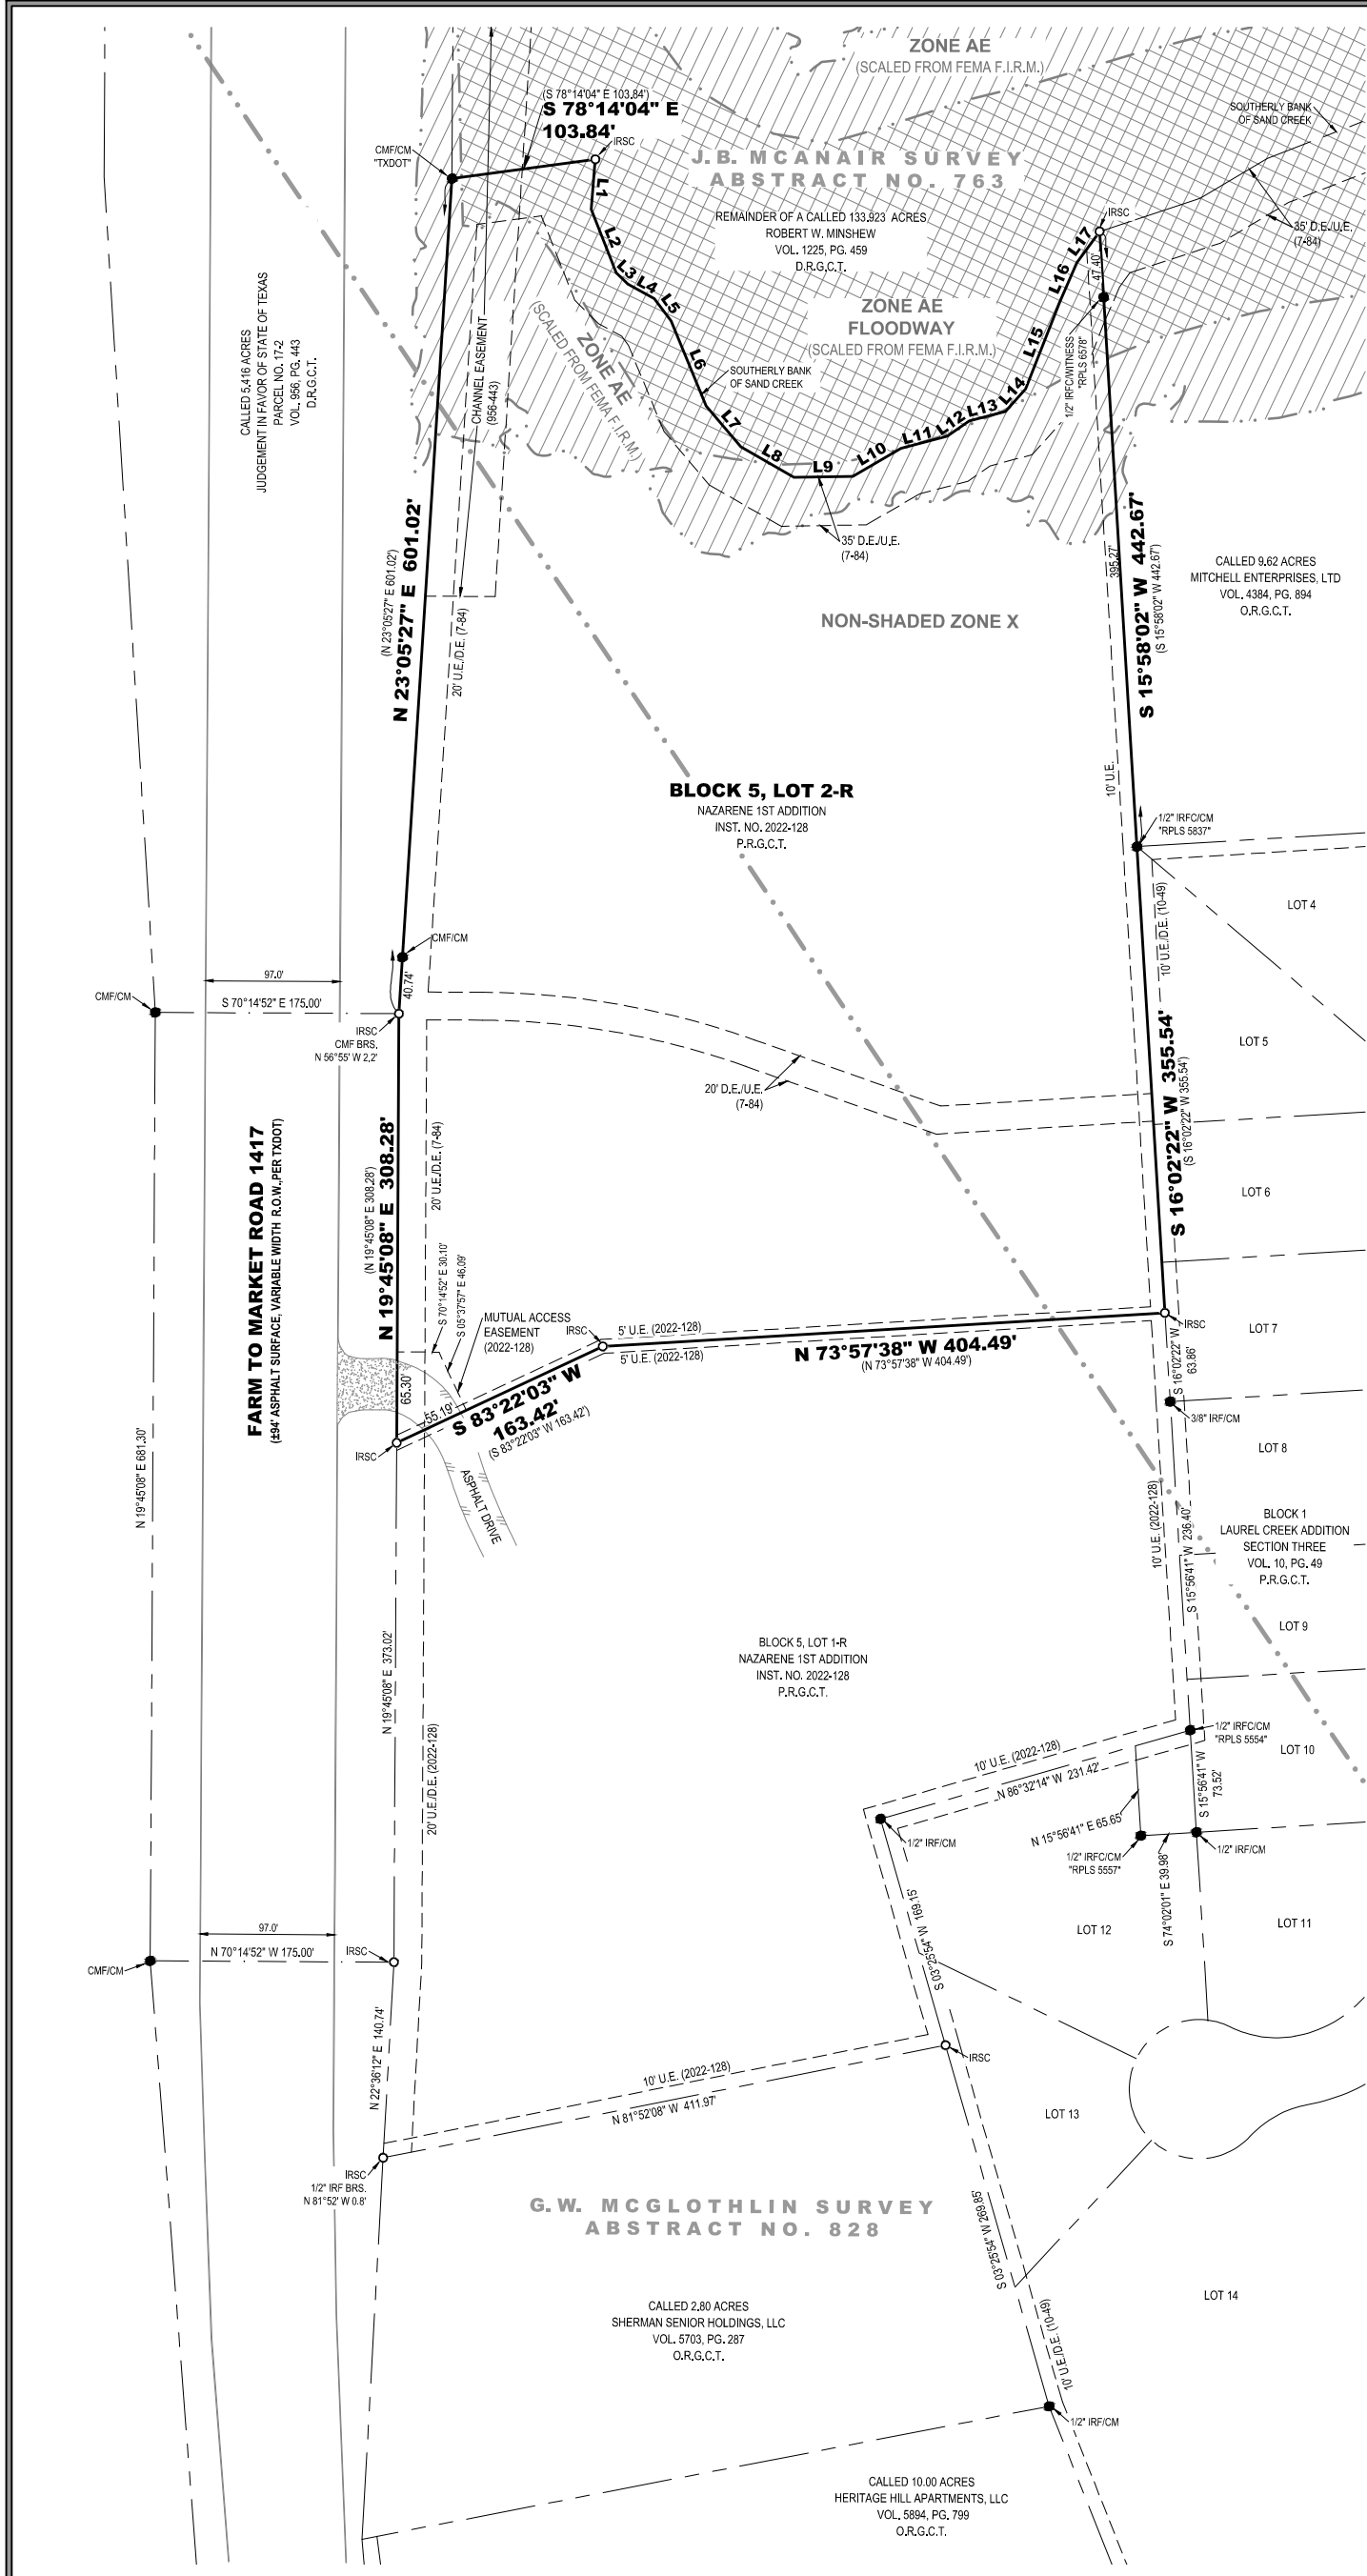 ZONE AE
(SCALED FROM FEMA F.I.R.M.)
(S 78°14'04" E 103.84')
S 78°14'04" E
103.84'
IRSC
CMF/CM
"TXDOT"
SOUTHERLY BANK
OF SAND CREEK
J.B. MCANAIR SURVEY
ABSTRACT NO. 763
REMAINDER OF A CALLED 133.923 ACRES
ROBERT W. MINSHEW
VOL. 1225, PG. 459
D.R.G.C.T.
IRSC
35' D.E./U.E.
(7-84)
47.40'
L1
L2
L3
L4
L5
L6
L7
L8
L9
L10
L11
L12
L13
L14
L15
L16
L17
CALLED 5.416 ACRES
JUDGEMENT IN FAVOR OF STATE OF TEXAS
PARCEL NO. 17-2
VOL. 956, PG. 443
D.R.G.C.T.
CHANNEL EASEMENT
(956-443)
ZONE AE
(SCALED FROM FEMA F.I.R.M.)
ZONE AE
FLOODWAY
(SCALED FROM FEMA F.I.R.M.)
SOUTHERLY BANK
OF SAND CREEK
1/2" IRFC/WITNESS
"RPLS 6578"
35' D.E./U.E.
(7-84)
N 23°05'27" E 601.02'
(N 23°05'27" E 601.02')
20' U.E./D.E. (7-84)
395.27'
S 15°58'02" W 442.67'
(S 15°58'02" W 442.67')
CALLED 9.62 ACRES
MITCHELL ENTERPRISES, LTD
VOL. 4384, PG. 894
O.R.G.C.T.
NON-SHADED ZONE X
10' U.E.
BLOCK 5, LOT 2-R
NAZARENE 1ST ADDITION
INST. NO. 2022-128
P.R.G.C.T.
1/2" IRFC/CM
"RPLS 5837"
LOT 4
10' U.E./D.E. (10-49)
CMF/CM
97.0'
40.74'
CMF/CM
S 70°14'52" E 175.00'
IRSC
CMF BRS.
N 56°55' W 2.2'
LOT 5
20' D.E./U.E.
(7-84)
S 16°02'22" W 355.54'
(S 16°02'22" W 355.54')
FARM TO MARKET ROAD 1417
(±94' ASPHALT SURFACE, VARIABLE WIDTH R.O.W. PER TXDOT)
N 19°45'08" E 308.28'
(N 19°45'08" E 308.28')
20' U.E./D.E. (7-84)
LOT 6
S 70°14'52" E 30.10'
S 05°37'57" E 46.09'
MUTUAL ACCESS
EASEMENT
(2022-128)
IRSC
5' U.E. (2022-128)
5' U.E. (2022-128)
N 73°57'38" W 404.49'
(N 73°57'38" W 404.49')
IRSC
LOT 7
S 16°02'22" W
63.86'
65.30'
55.19'
S 83°22'03" W
163.42'
(S 83°22'03" W 163.42')
IRSC
3/8" IRF/CM
LOT 8
N 19°45'08" E 681.30'
ASPHALT DRIVE
10' U.E. (2022-128)
S 15°56'41" W 236.40'
BLOCK 1
LAUREL CREEK ADDITION
SECTION THREE
VOL. 10, PG. 49
P.R.G.C.T.
LOT 9
N 19°45'08" E 373.02'
BLOCK 5, LOT 1-R
NAZARENE 1ST ADDITION
INST. NO. 2022-128
P.R.G.C.T.
1/2" IRFC/CM
"RPLS 5554"
LOT 10
10' U.E. (2022-128)
N 86°32'14" W 231.42'
S 15°56'41" W
73.52'
20' U.E./D.E. (2022-128)
1/2" IRF/CM
N 15°56'41" E 65.65'
1/2" IRFC/CM
"RPLS 5557"
1/2" IRF/CM
S 74°02'01" E 39.98'
LOT 12
LOT 11
S 03°25'54" W 169.15'
97.0'
N 70°14'52" W 175.00'
IRSC
CMF/CM
N 22°36'12" E 140.74'
IRSC
10' U.E. (2022-128)
N 81°52'08" W 411.97'
LOT 13
IRSC
1/2" IRF BRS.
N 81°52' W 0.8'
G.W. MCGLOTHLIN SURVEY
ABSTRACT NO. 828
S 03°25'54" W 269.85'
LOT 14
CALLED 2.80 ACRES
SHERMAN SENIOR HOLDINGS, LLC
VOL. 5703, PG. 287
O.R.G.C.T.
10' U.E./D.E. (10-49)
1/2" IRF/CM
CALLED 10.00 ACRES
HERITAGE HILL APARTMENTS, LLC
VOL. 5894, PG. 799
O.R.G.C.T.